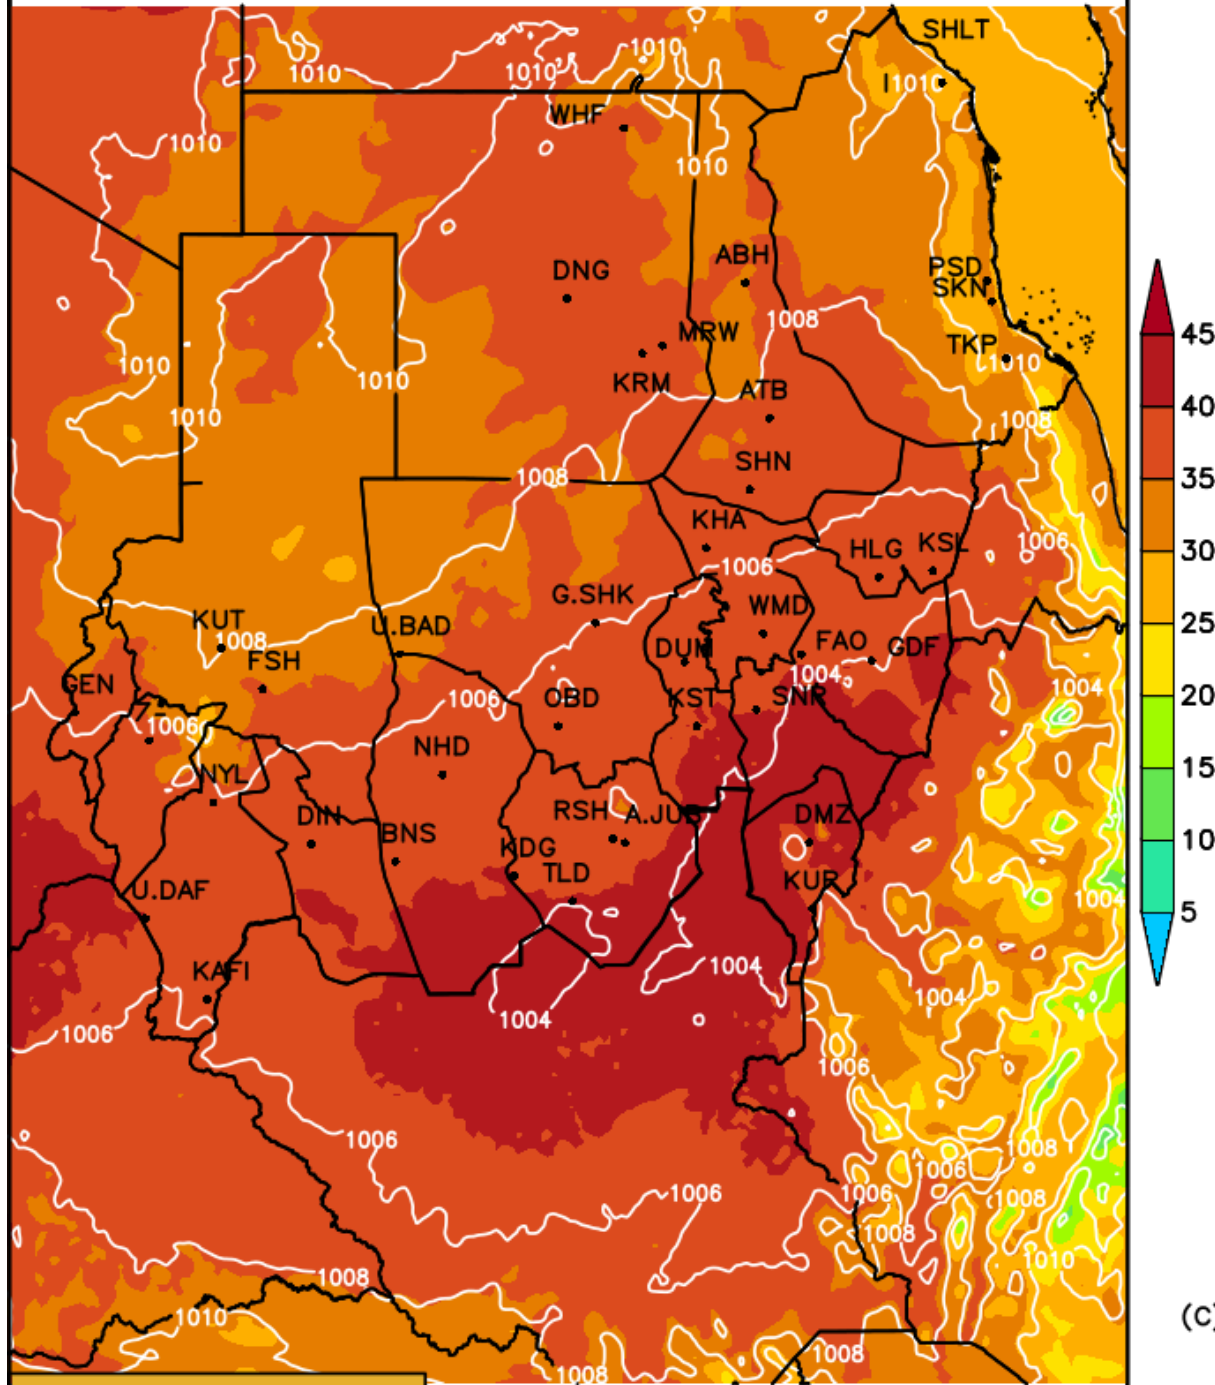 SHLT
1010
1010
1010
1010
WHF
1010
1010
ABH
DNG
PSD
SKN
1008
MRW
TKP
1010
1010
1010
KRM
ATB
1010
1008
SHN
1008
KHA
1006
HLG
KSL
1006
G.SHK
WMD
KUT
1008
U.BAD
DUM
FAO
GDF
FSH
GEN
1004
1004
1006
OBD
KST
SNR
1006
NHD
NYL
DIN
RSH
A.JUB
DMZ
BNS
KDG
TLD
KUR
U.DAF
1004
KAFI
1004
1004
1004
1006
1006
1006
1008
1006
1006
1006
1008
1008
1010
1008
1010
1008
1008
45
40
35
30
25
20
15
10
5
(C)